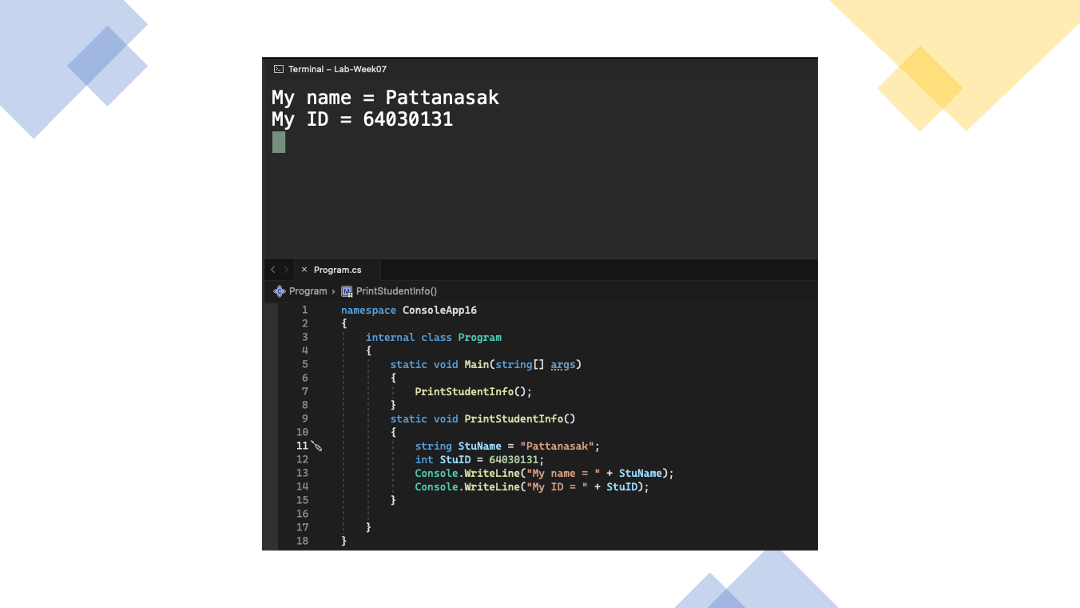 Terminal – Lab-Week07
My name = Pattanasak
My ID = 64030131
Program.cs
Program › PrintStudentInfo()
1 namespace ConsoleApp16
2 {
3 internal class Program
4 {
5 static void Main(string[] args)
6 {
7 PrintStudentInfo();
8 }
9 static void PrintStudentInfo()
10 {
11 string StuName = "Pattanasak";
12 int StuID = 64030131;
13 Console.WriteLine("My name = " + StuName);
14 Console.WriteLine("My ID = " + StuID);
15 }
16
17 }
18 }